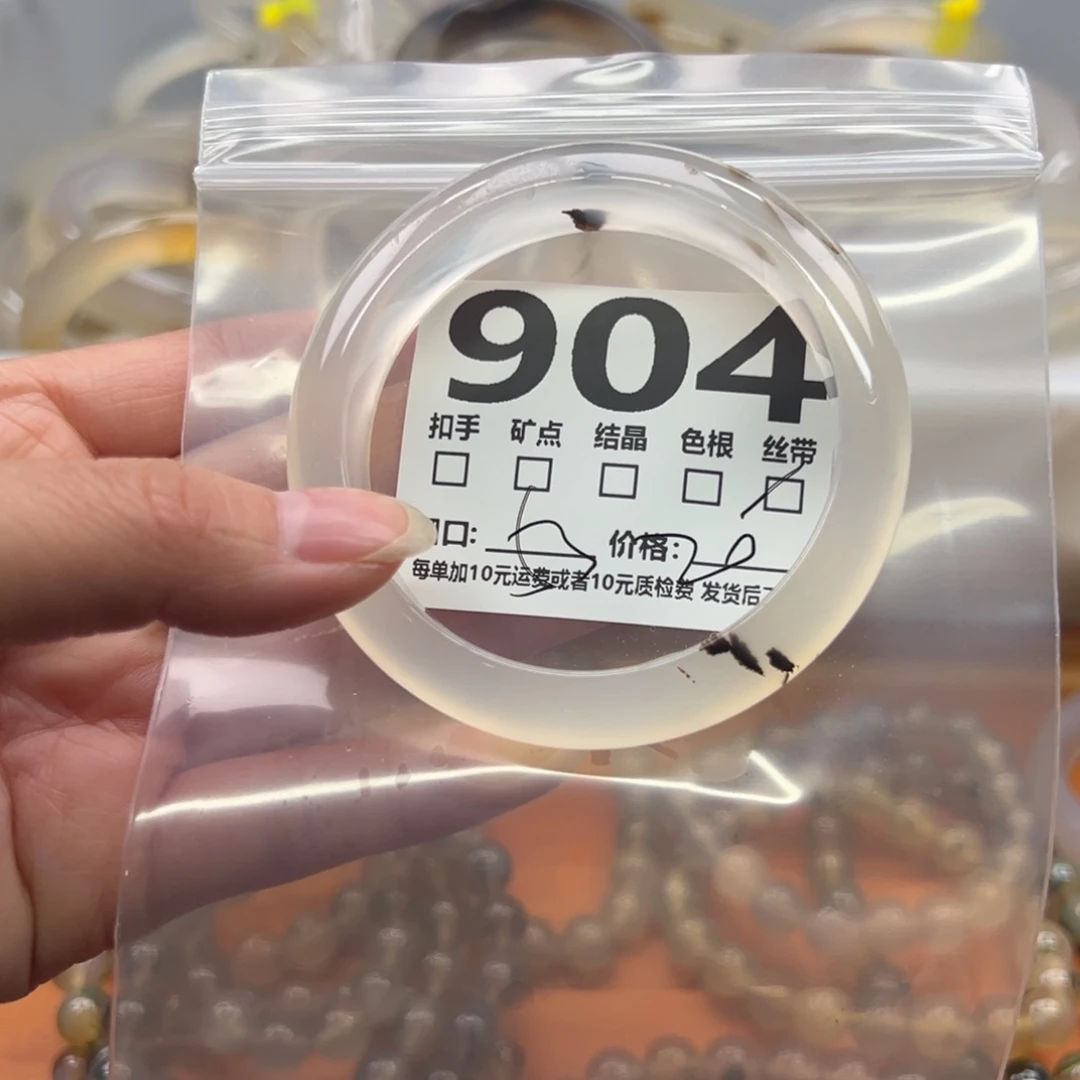 904
扣手 矿点 结晶 色根 丝带
口: 价格:
每单加10元运费或者10元质检费 发货后